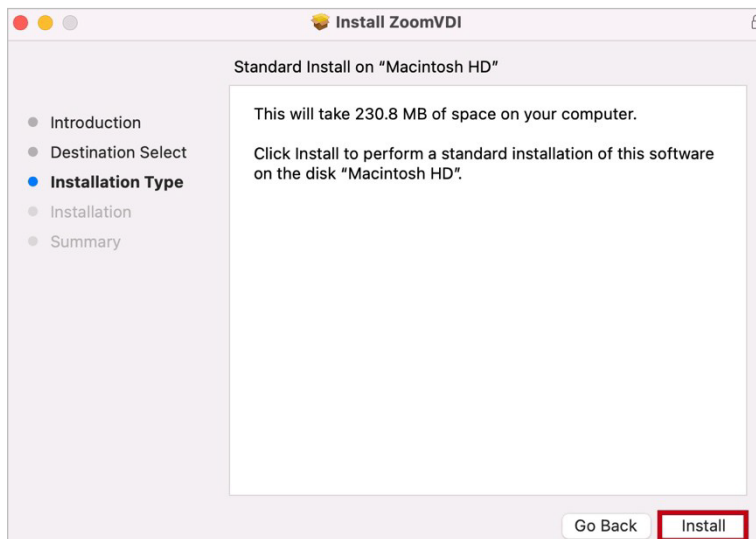 Install ZoomVDI
Standard Install on “Macintosh HD”
Introduction
Destination Select
Installation Type
Installation
Summary
This will take 230.8 MB of space on your computer.
Click Install to perform a standard installation of this software
on the disk “Macintosh HD”.
Go Back
Install